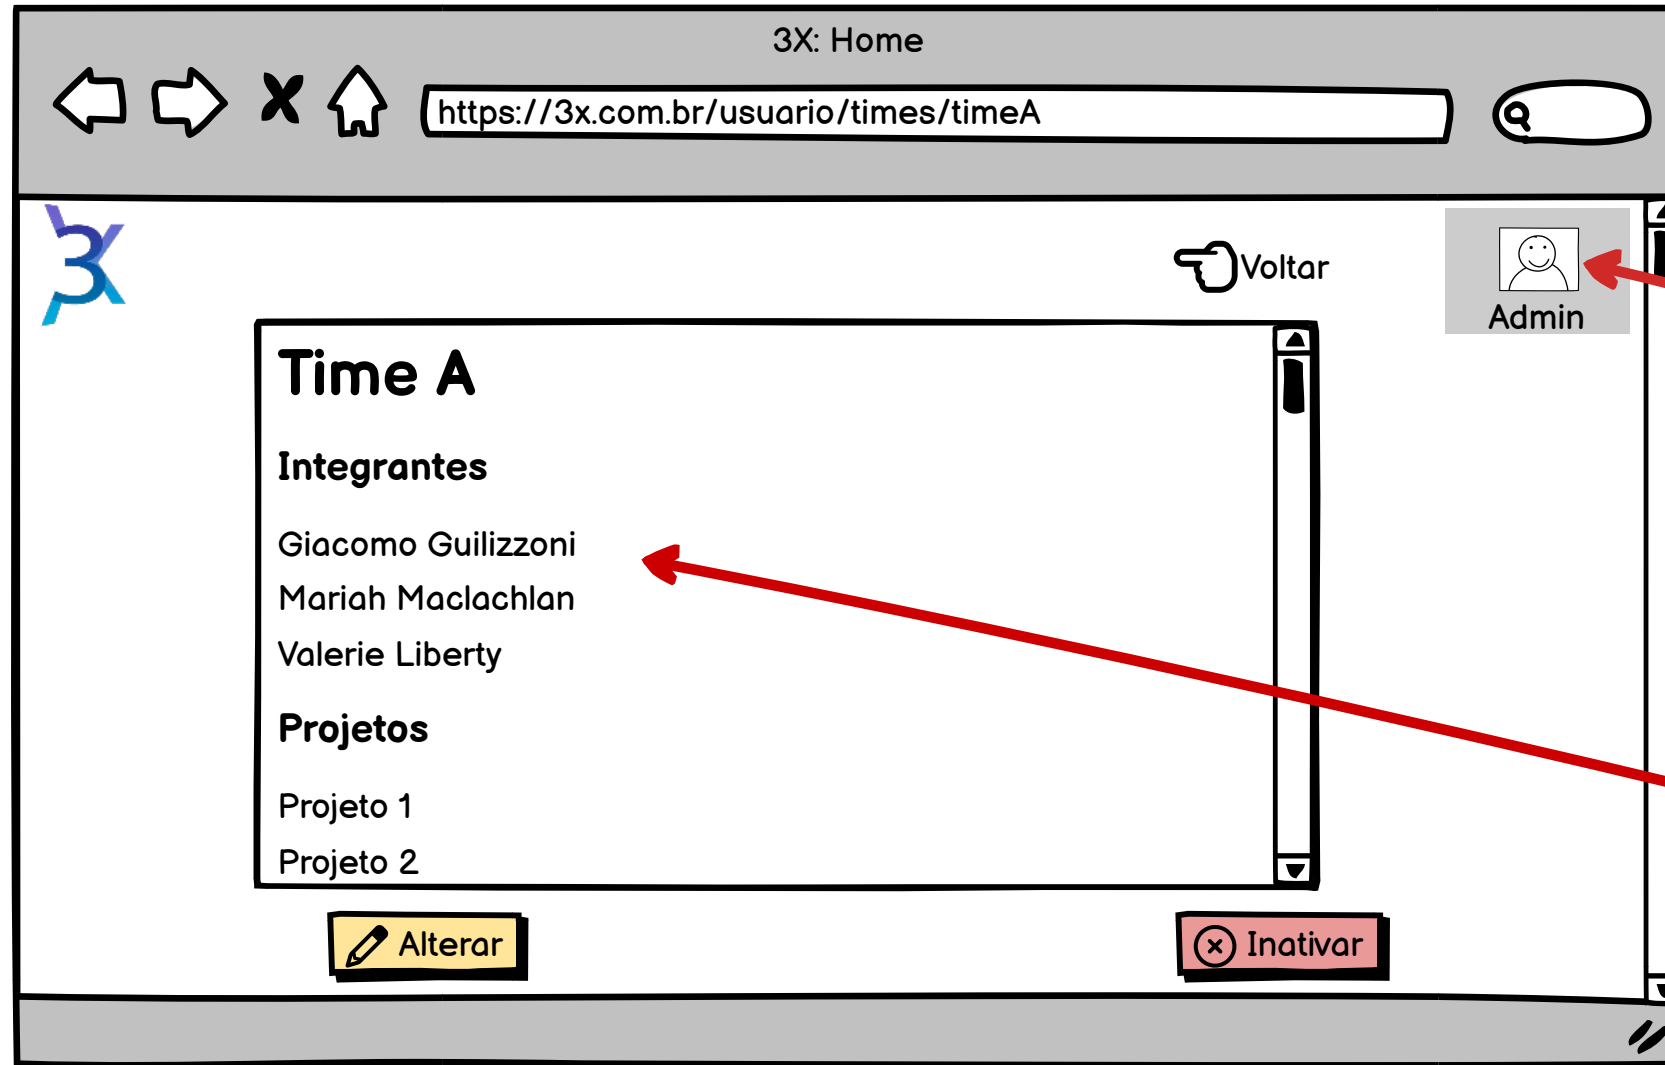 3X: Home
https://3x.com.br/usuario/times/timeA
3X
Voltar
Admin
Time A
Integrantes
Giacomo Guilizzoni
Mariah Maclachlan
Valerie Liberty
Projetos
Projeto 1
Projeto 2
Alterar
Inativar